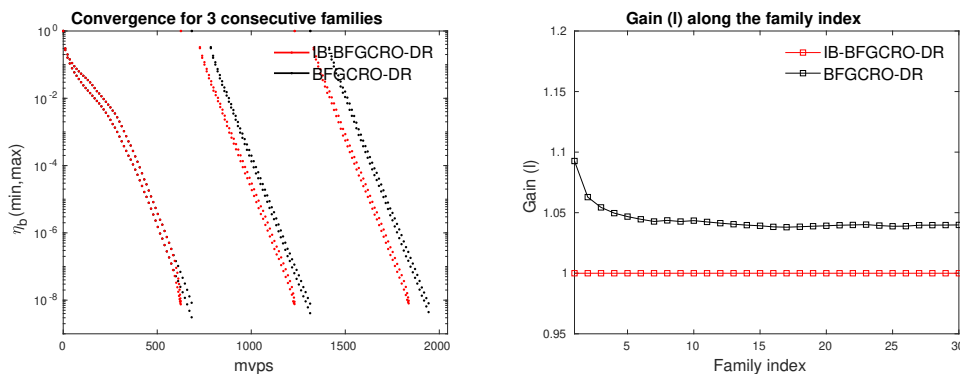 Convergence for 3 consecutive families
10^0
10^-2
10^-4
10^-6
10^-8
η_b(min,max)
0
500
1000
1500
2000
mvps
IB-BFGCRO-DR
BFGCRO-DR
Gain (l) along the family index
1.2
1.15
1.1
1.05
1
0.95
Gain (l)
5
10
15
20
25
30
Family index
IB-BFGCRO-DR
BFGCRO-DR